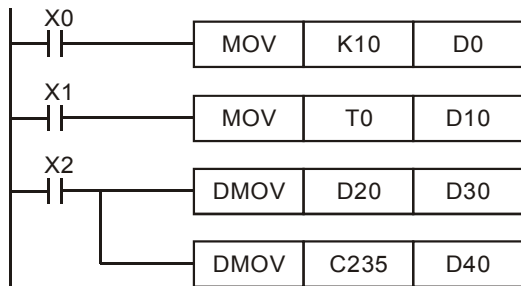 X0
MOV K10 D0
X1
MOV T0 D10
X2
DMOV D20 D30
DMOV C235 D40